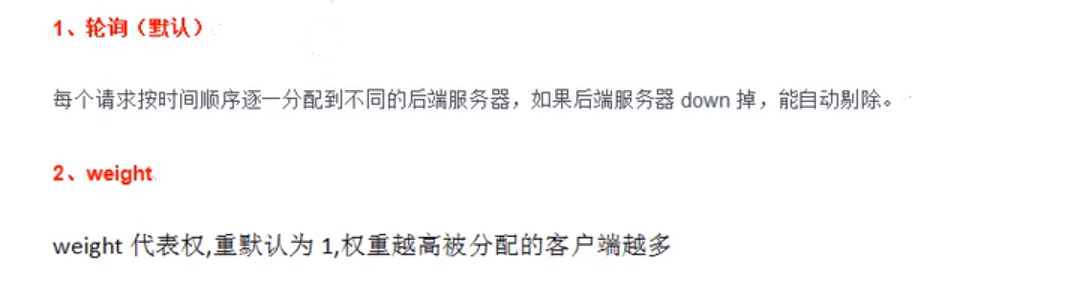 1、轮询（默认）
每个请求按时间顺序逐一分配到不同的后端服务器，如果后端服务器 down 掉，能自动剔除。
2、weight
weight 代表权,重默认为 1,权重越高被分配的客户端越多